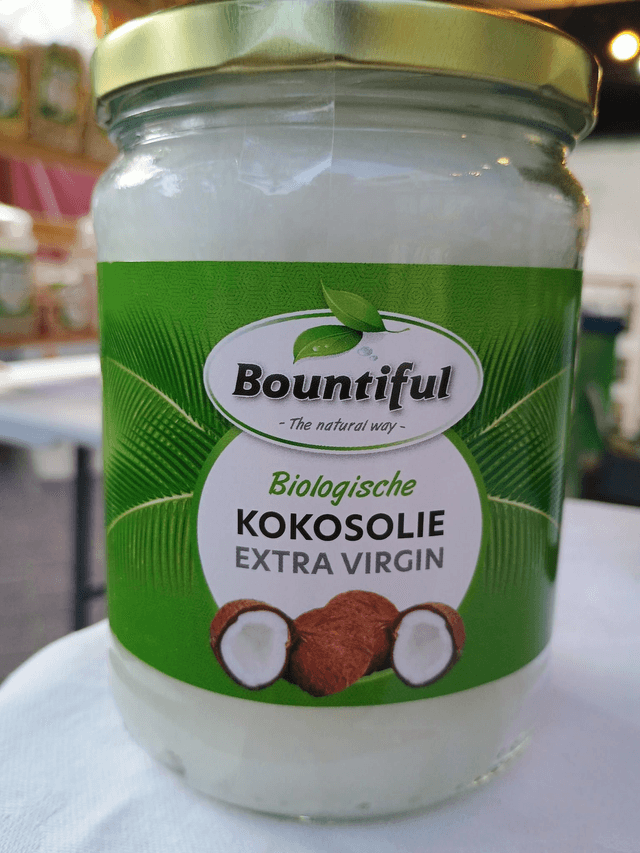 Bountiful
- The natural way -
Biologische
KOKOSOLIE
EXTRA VIRGIN